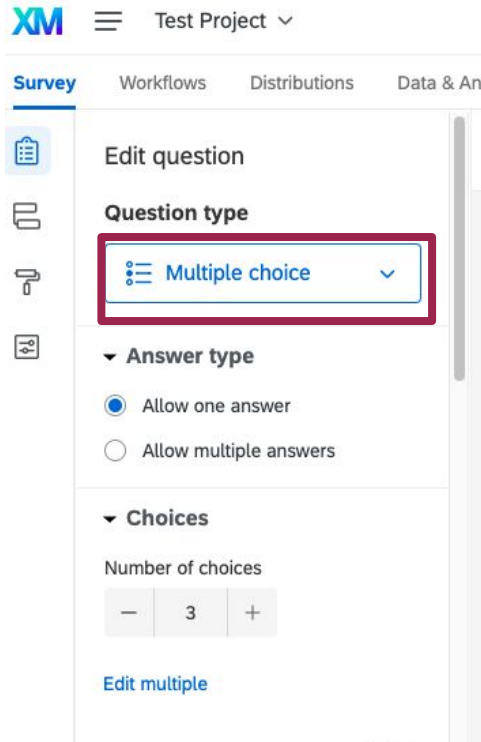 XM Test Project
Survey Workflows Distributions Data & An
Edit question
Question type
Multiple choice
Answer type
Allow one answer
Allow multiple answers
Choices
Number of choices
− 3 +
Edit multiple